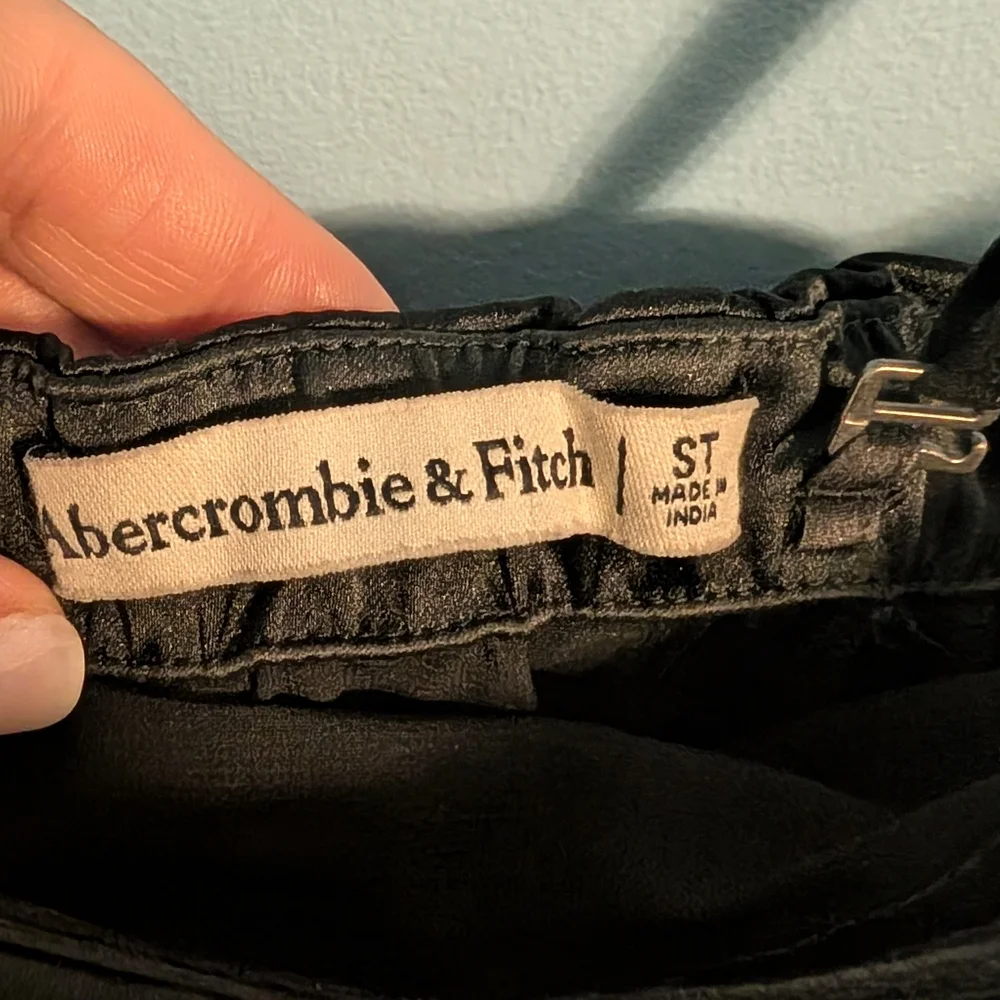 Abercrombie & Fitch | ST
MADE IN
INDIA